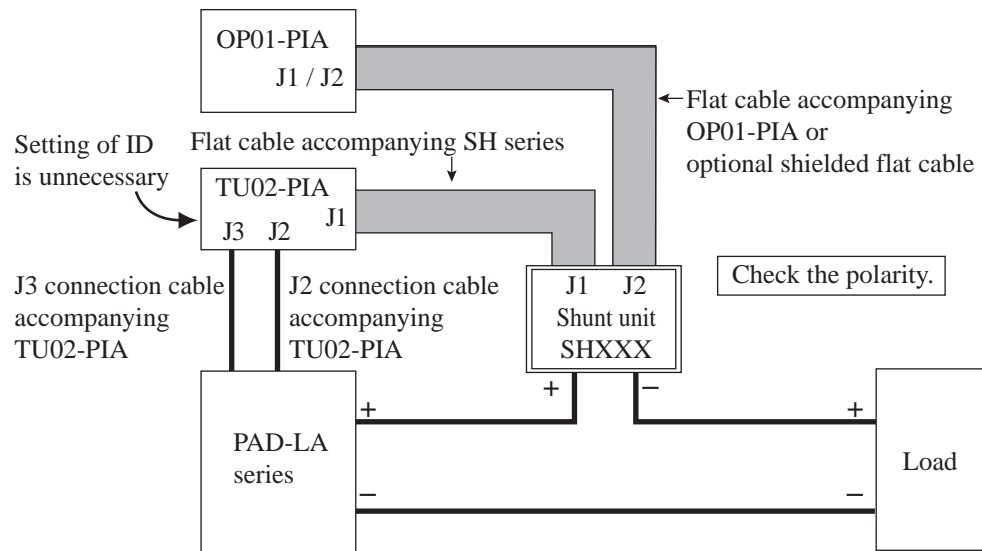 OP01-PIA
J1 / J2
Flat cable accompanying
OP01-PIA or
optional shielded flat cable
Flat cable accompanying SH series
Setting of ID
is unnecessary
TU02-PIA
J1
J3 J2
J3 connection cable
accompanying
TU02-PIA
J2 connection cable
accompanying
TU02-PIA
J1 J2
Shunt unit
SHXXX
Check the polarity.
+ −
+ +
PAD-LA
series
Load
− −